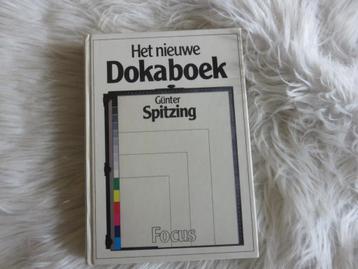 Het nieuwe
Dokaboek
Günter
Spitzing
Focus